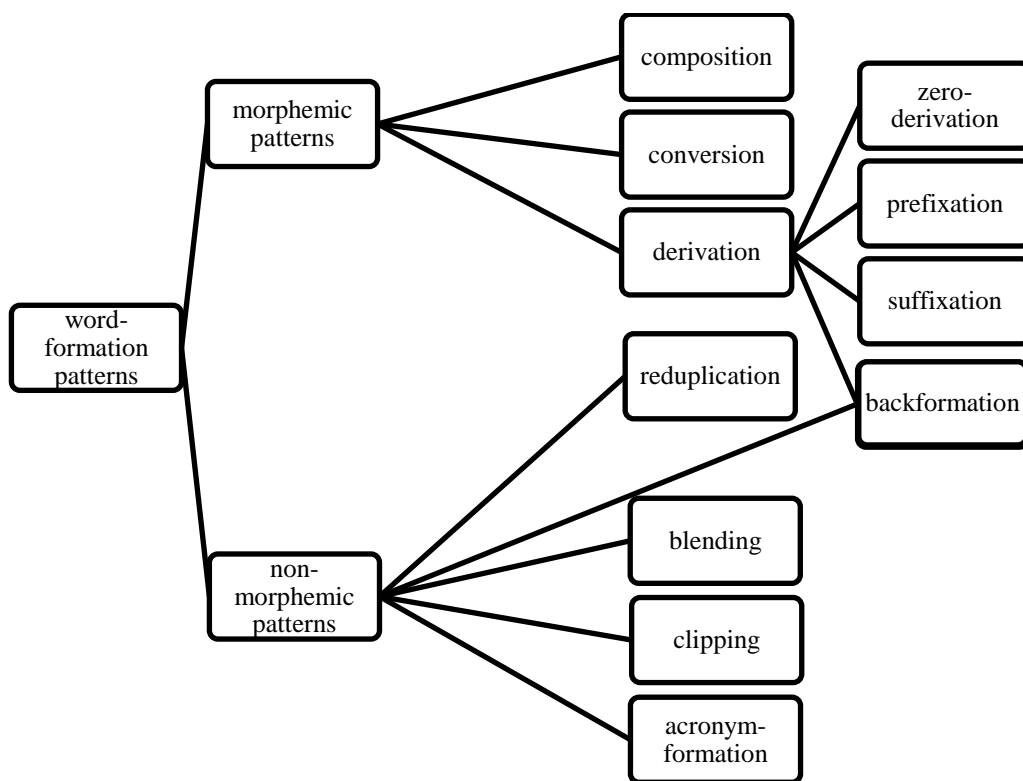 composition
zero-
derivation
morphemic
patterns
conversion
prefixation
derivation
suffixation
word-
formation
patterns
reduplication
backformation
blending
non-
morphemic
patterns
clipping
acronym-
formation